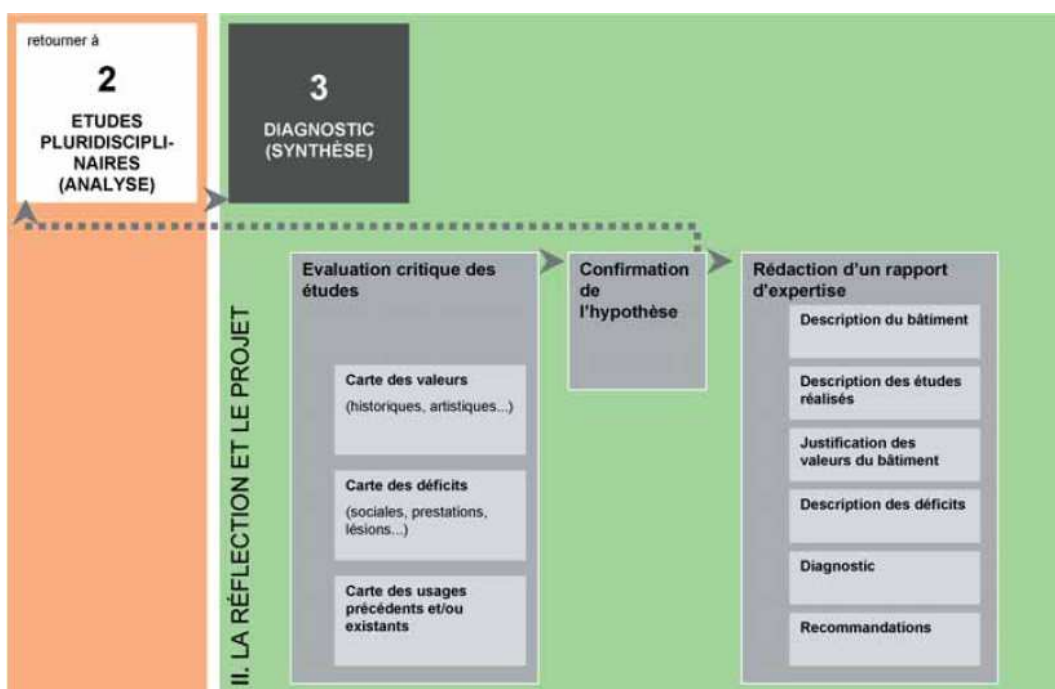 retourner à
2
ETUDES
PLURIDISCIPLI-
NAIRES
(ANALYSE)
3
DIAGNOSTIC
(SYNTHÈSE)
II. LA RÉFLECTION ET LE PROJET
Evaluation critique des
études
Carte des valeurs
(historiques, artistiques...)
Carte des déficits
(sociales, prestations,
lésions...)
Carte des usages
précédents et/ou
existants
Confirmation
de
l'hypothèse
Rédaction d'un rapport
d'expertise
Description du bâtiment
Description des études
réalisés
Justification des
valeurs du bâtiment
Description des déficits
Diagnostic
Recommandations